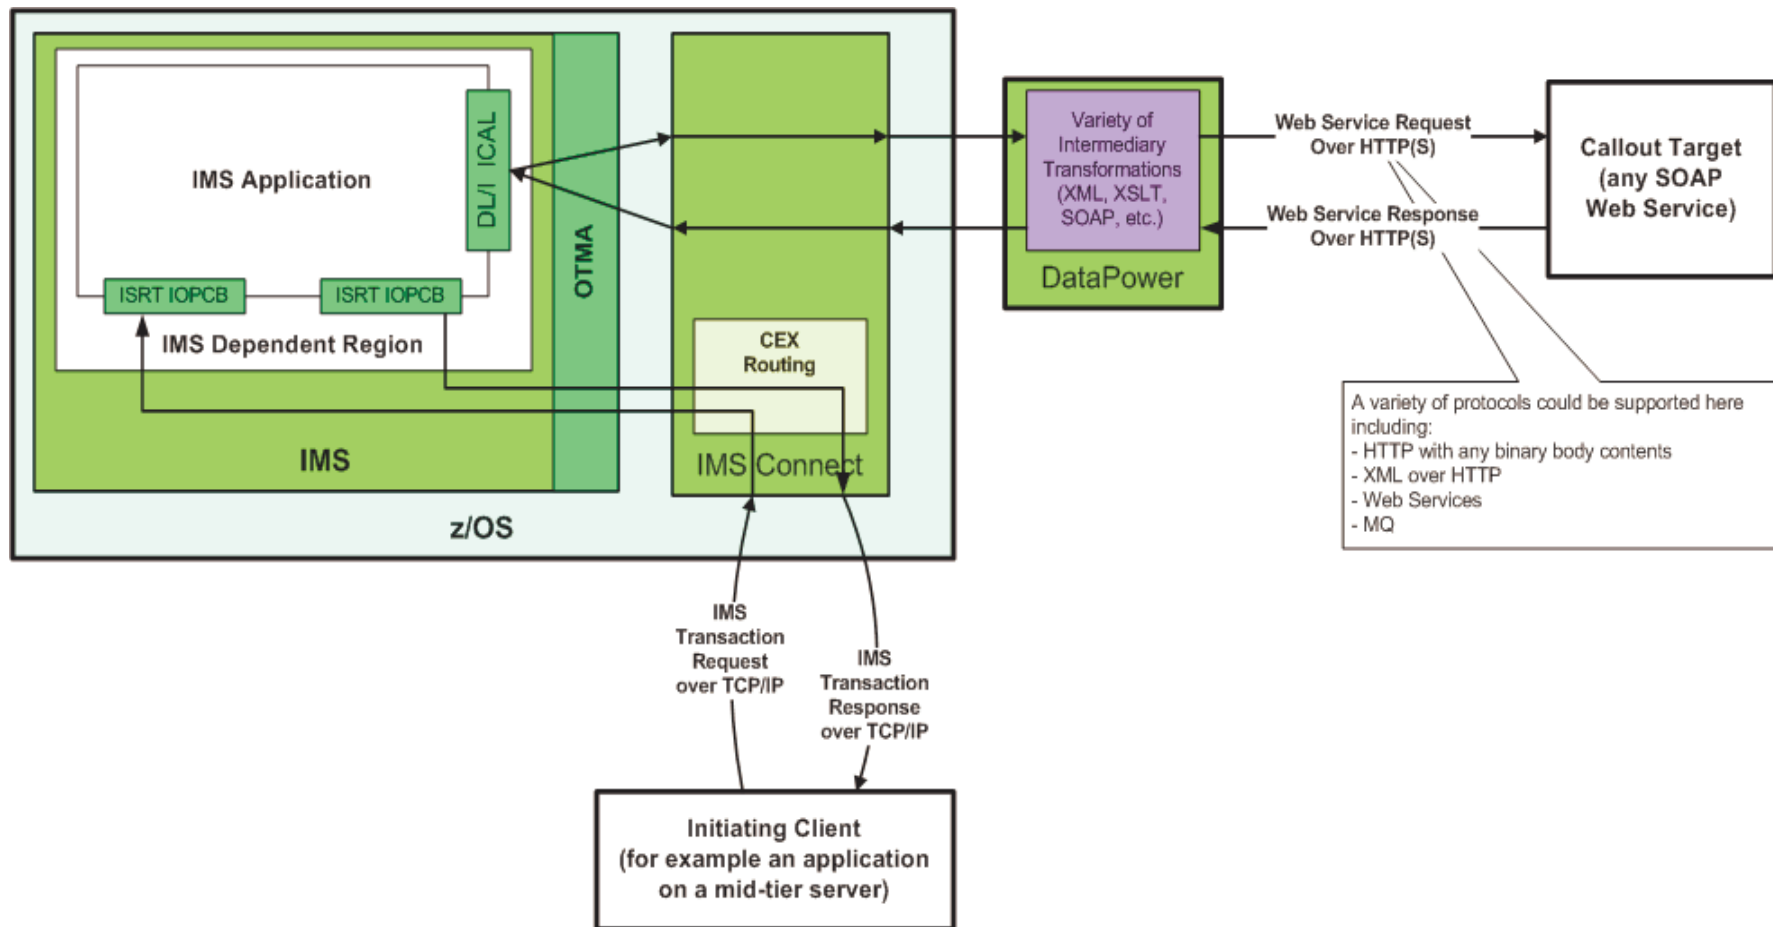 IMS Application
DL/I ICAL
ISRT IOPCB
ISRT IOPCB
IMS Dependent Region
IMS
OTMA
CEX
Routing
IMS Connect
z/OS
Variety of
Intermediary
Transformations
(XML, XSLT,
SOAP, etc.)
DataPower
Web Service Request
Over HTTP(S)
Web Service Response
Over HTTP(S)
Callout Target
(any SOAP
Web Service)
A variety of protocols could be supported here
including:
- HTTP with any binary body contents
- XML over HTTP
- Web Services
- MQ
IMS
Transaction
Request
over TCP/IP
IMS
Transaction
Response
over TCP/IP
Initiating Client
(for example an application
on a mid-tier server)